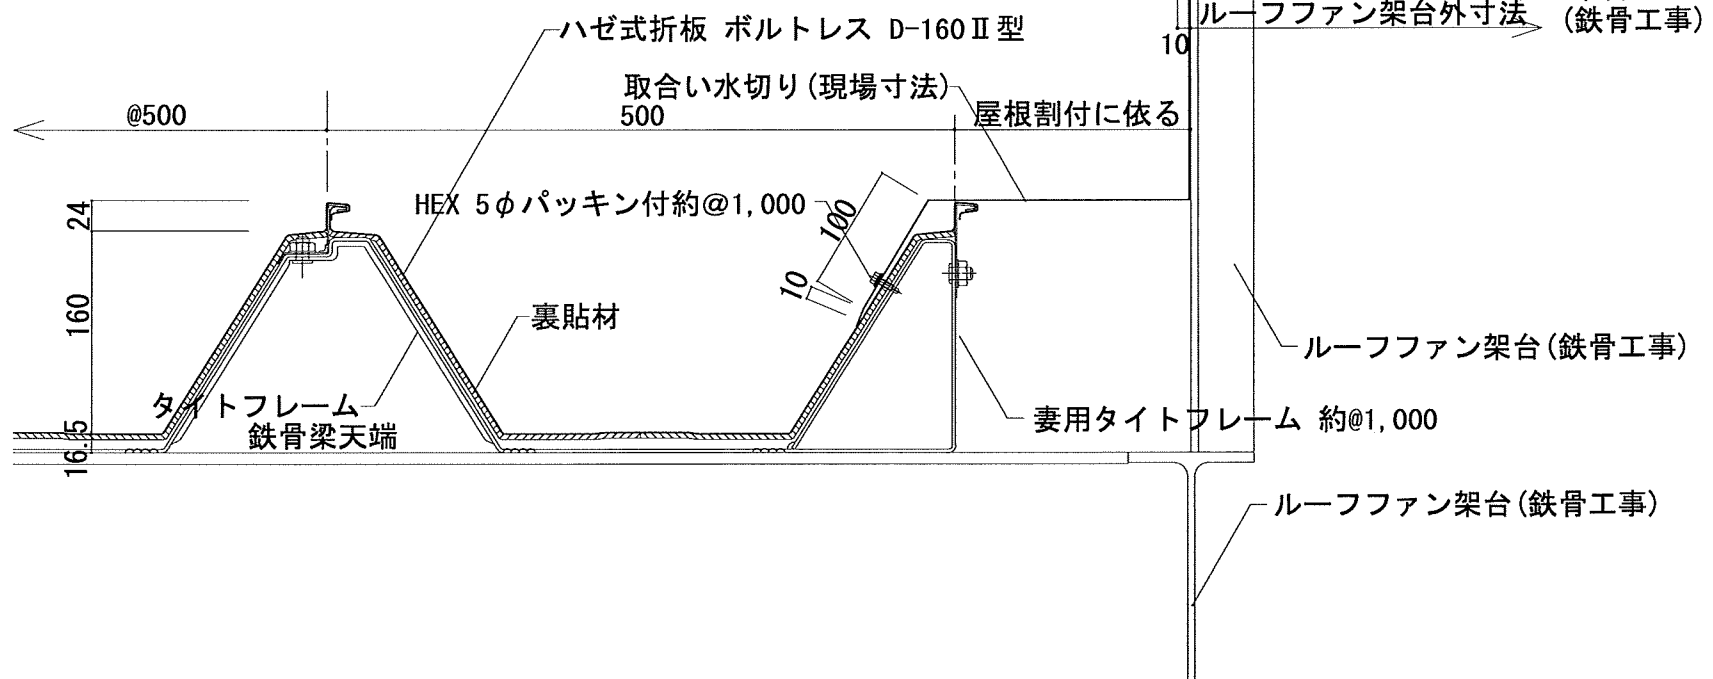 ルーフファン架台外寸法
(鉄骨工事)
ハゼ式折板 ボルトレス D-160Ⅱ型
10
取合い水切り(現場寸法)
@500
500
屋根割付に依る
24
HEX 5φパッキン付約@1,000
100
10
160
裏貼材
ルーフファン架台(鉄骨工事)
タイトフレーム
鉄骨梁天端
妻用タイトフレーム 約@1,000
16.5
ルーフファン架台(鉄骨工事)